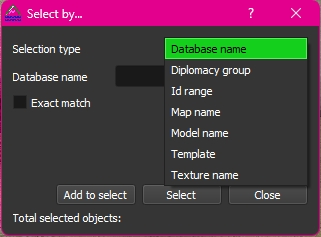 Select by...
?
Selection type
Database name
Diplomacy group
Database name
Id range
Exact match
Map name
Model name
Template
Texture name
Add to select
Select
Close
Total selected objects: